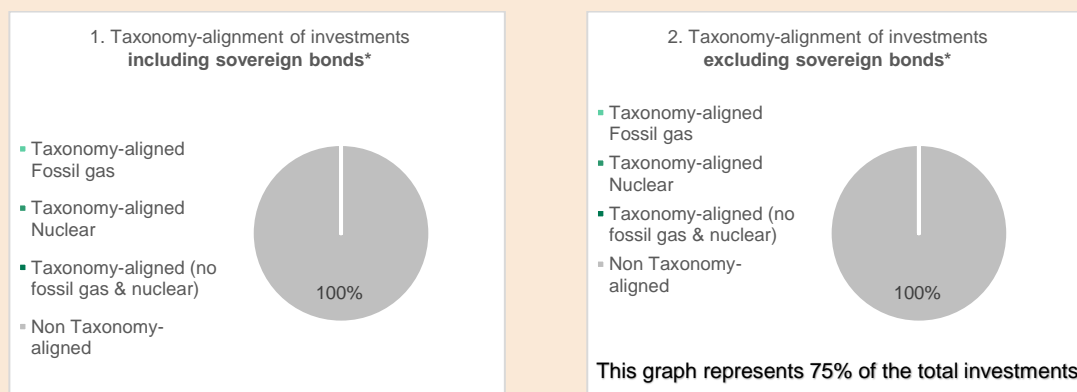 1. Taxonomy-alignment of investments
including sovereign bonds*
Taxonomy-aligned
Fossil gas
Taxonomy-aligned
Nuclear
Taxonomy-aligned (no
fossil gas & nuclear)
Non Taxonomy-
aligned
100%
2. Taxonomy-alignment of investments
excluding sovereign bonds*
Taxonomy-aligned
Fossil gas
Taxonomy-aligned
Nuclear
Taxonomy-aligned (no
fossil gas & nuclear)
Non Taxonomy-
aligned
100%
This graph represents 75% of the total investments